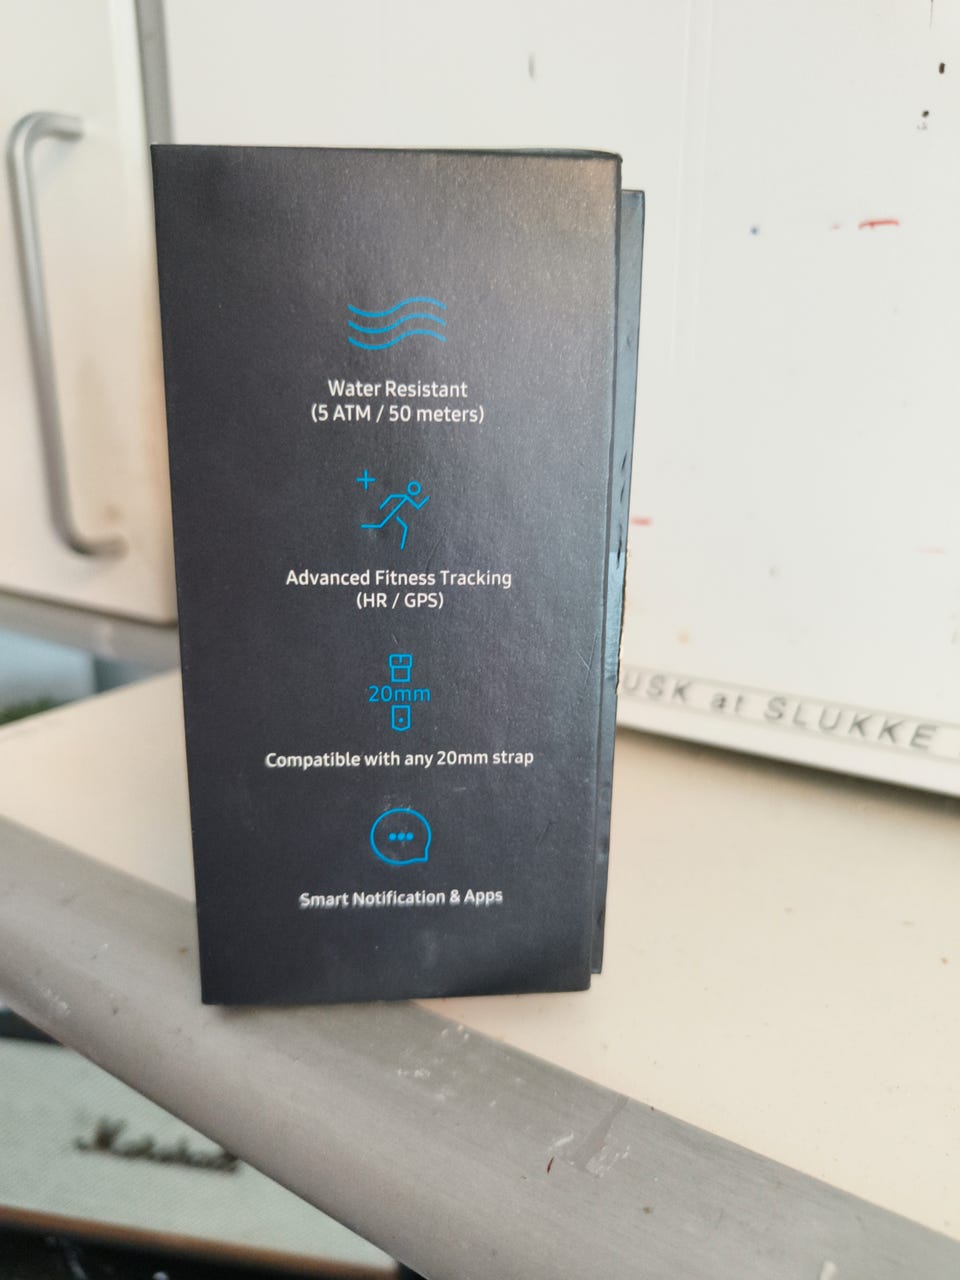 Water Resistant
(5 ATM / 50 meters)
Advanced Fitness Tracking
(HR / GPS)
20mm
Compatible with any 20mm strap
Smart Notification & Apps
USK at SLUKKE
Marshall